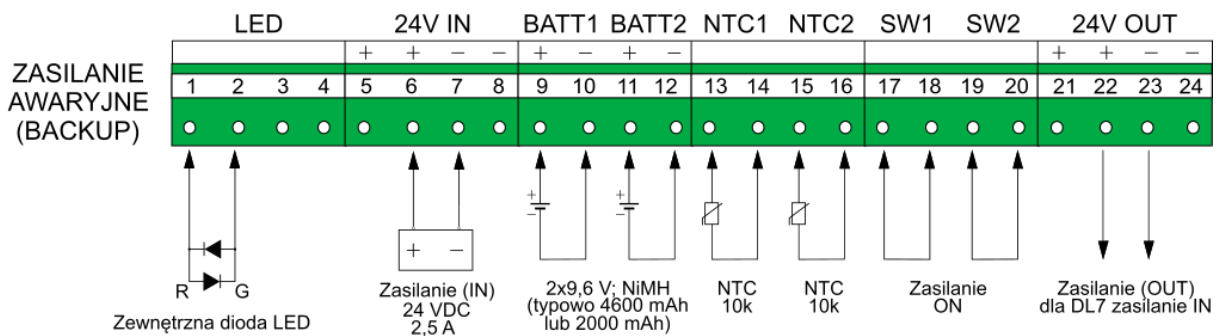 LED 24V IN BATT1 BATT2 NTC1 NTC2 SW1 SW2 24V OUT
+ + − − + − + − + + − −
ZASILANIE
AWARYJNE
(BACKUP)
1 2 3 4 5 6 7 8 9 10 11 12 13 14 15 16 17 18 19 20 21 22 23 24
+ − + −
+ −
R G
Zewnętrzna dioda LED
Zasilanie (IN)
24 VDC
2,5 A
2x9,6 V; NiMH
(typowo 4600 mAh
lub 2000 mAh)
NTC
10k
NTC
10k
Zasilanie
ON
Zasilanie (OUT)
dla DL7 zasilanie IN